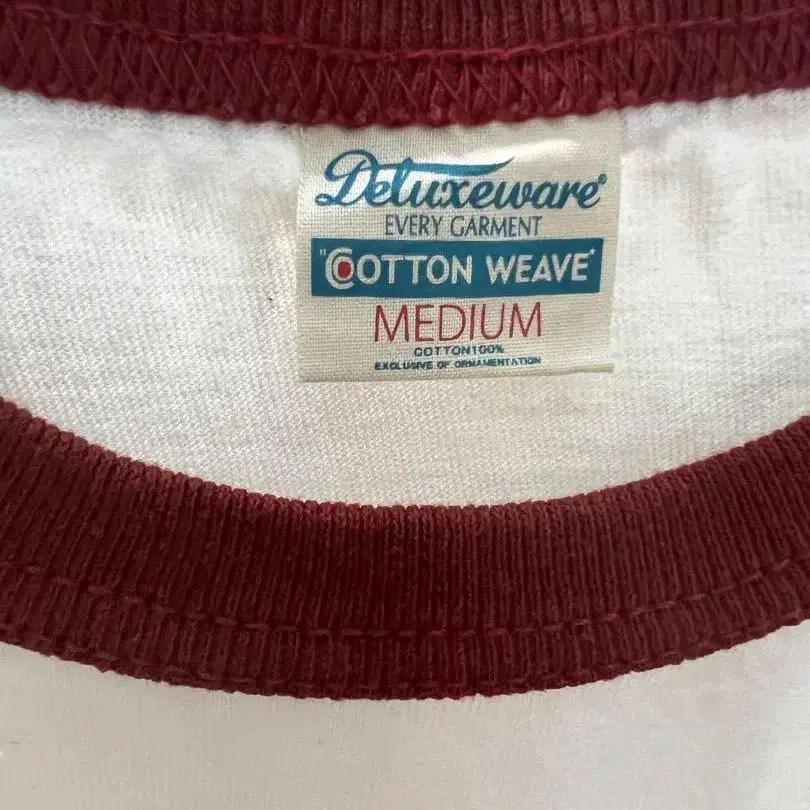 Deluxeware
EVERY GARMENT
"COTTON WEAVE"
MEDIUM
COTTON100%
EXCLUSIVE OF ORNAMENTATION